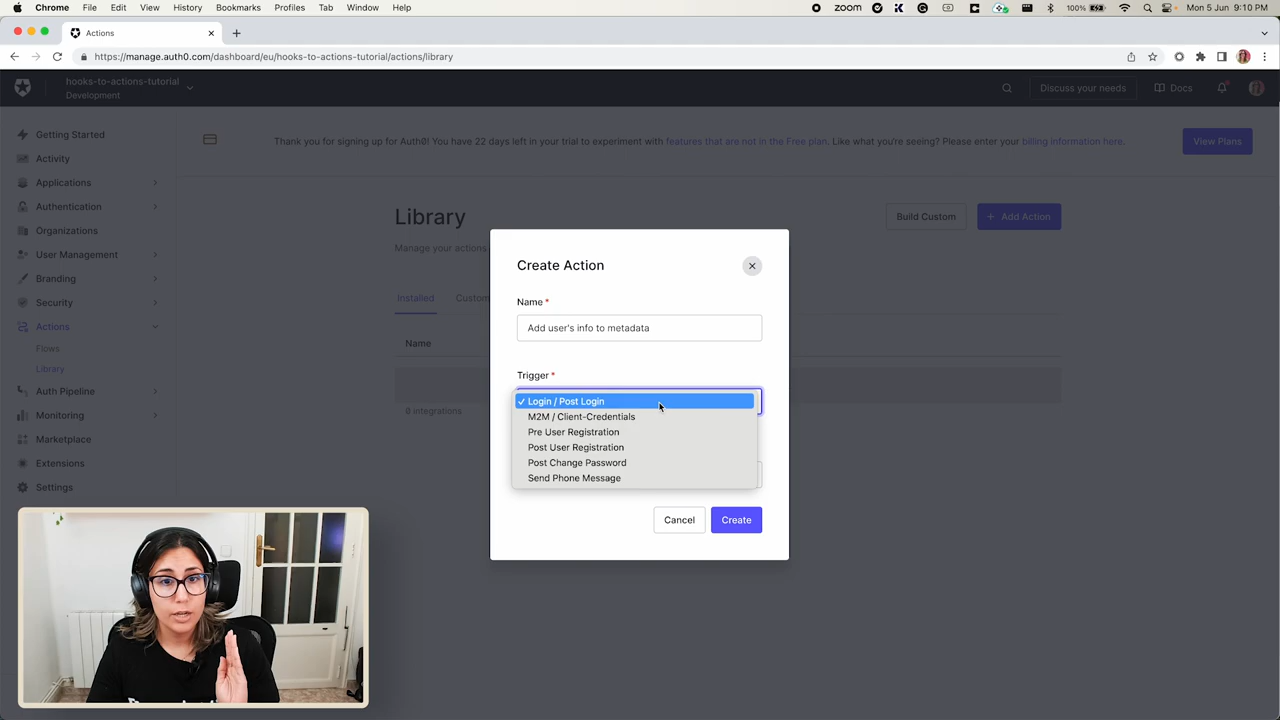 Chrome File Edit View History Bookmarks Profiles Tab Window Help
zoom 100% Mon 5 Jun 9:10 PM
Actions
https://manage.auth0.com/dashboard/eu/hooks-to-actions-tutorial/actions/library
hooks-to-actions-tutorial
Development
Discuss your needs
Docs
Getting Started
Activity
Applications
Authentication
Organizations
User Management
Branding
Security
Actions
Flows
Library
Auth Pipeline
Monitoring
Marketplace
Extensions
Settings
Thank you for signing up for Auth0! You have 22 days left in your trial to experiment with features that are not in the Free plan. Like what you're seeing? Please enter your billing information here.
View Plans
Library
Build Custom
+ Add Action
Manage your actions
Installed
Custom
Name
0 integrations
Create Action
Name *
Add user's info to metadata
Trigger *
✓ Login / Post Login
M2M / Client-Credentials
Pre User Registration
Post User Registration
Post Change Password
Send Phone Message
Cancel
Create